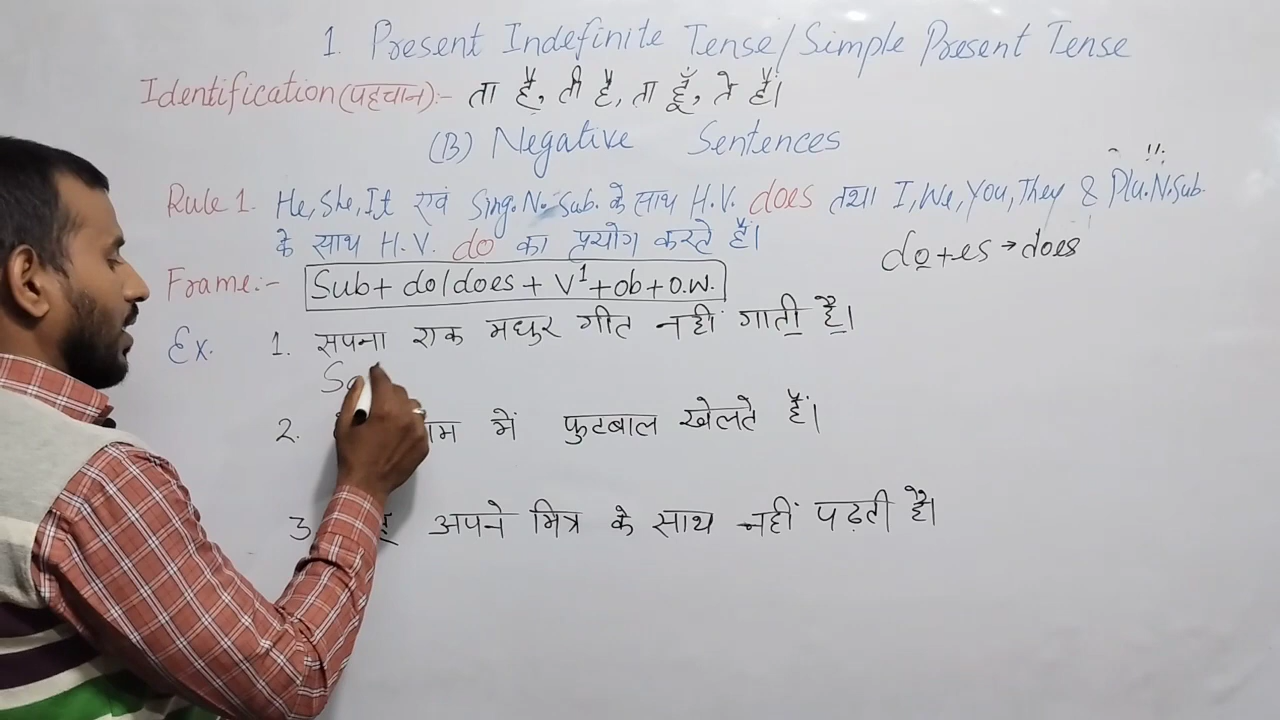 1. Present Indefinite Tense/Simple Present Tense
Identification (पहचान):- ता है, ती है, ता हूँ, ते हैं।
(B) Negative Sentences
Rule 1. He, She, It एवं Sing. N. Sub. के साथ H.V. does तथा I, We, You, They & Plu. N. Sub.
के साथ H.V. do का प्रयोग करते हैं।
do+es→does
Frame:- Sub+ do/does + V¹+ob+o.w.
Ex. 1. सपना एक मधुर गीत नहीं गाती है।
Sa
2. में फुटबाल खेलते हैं।
3 अपने मित्र के साथ नहीं पढ़ती है।